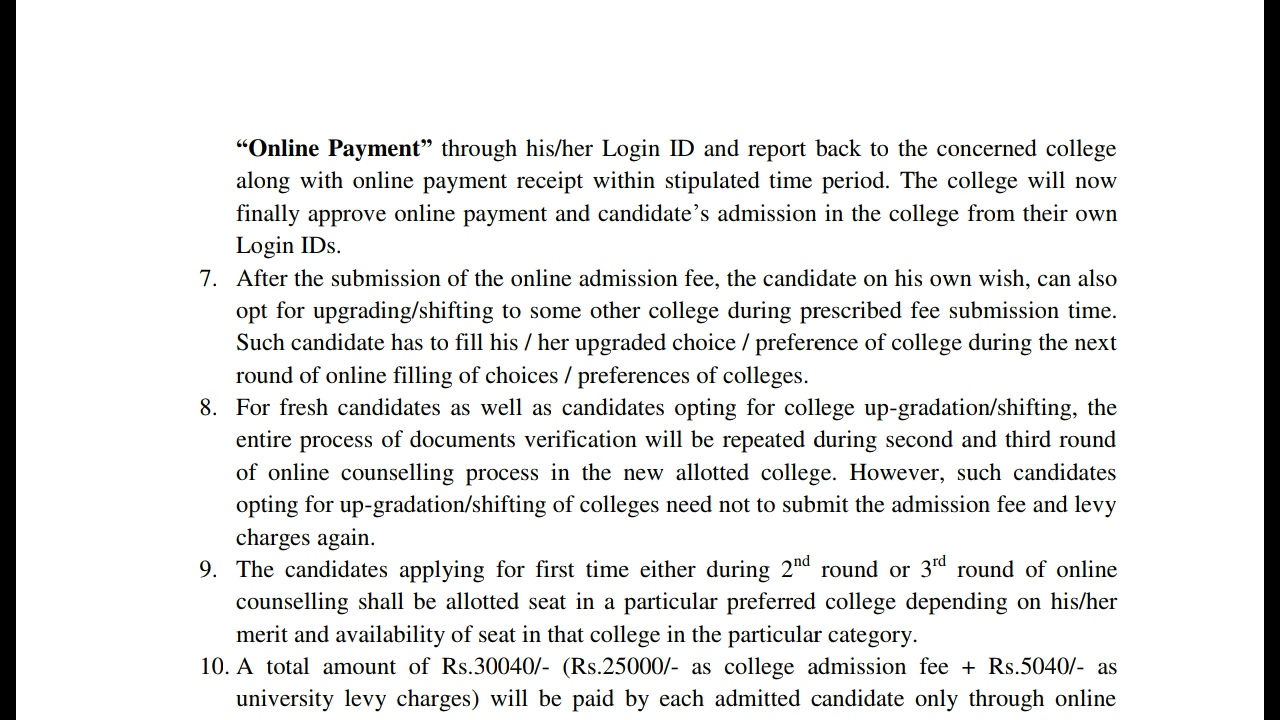 “Online Payment” through his/her Login ID and report back to the concerned college
along with online payment receipt within stipulated time period. The college will now
finally approve online payment and candidate’s admission in the college from their own
Login IDs.
7. After the submission of the online admission fee, the candidate on his own wish, can also
opt for upgrading/shifting to some other college during prescribed fee submission time.
Such candidate has to fill his / her upgraded choice / preference of college during the next
round of online filling of choices / preferences of colleges.
8. For fresh candidates as well as candidates opting for college up-gradation/shifting, the
entire process of documents verification will be repeated during second and third round
of online counselling process in the new allotted college. However, such candidates
opting for up-gradation/shifting of colleges need not to submit the admission fee and levy
charges again.
9. The candidates applying for first time either during 2nd round or 3rd round of online
counselling shall be allotted seat in a particular preferred college depending on his/her
merit and availability of seat in that college in the particular category.
10. A total amount of Rs.30040/- (Rs.25000/- as college admission fee + Rs.5040/- as
university levy charges) will be paid by each admitted candidate only through online